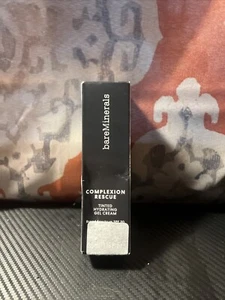 bareMinerals
COMPLEXION
RESCUE
TINTED
HYDRATING
GEL CREAM